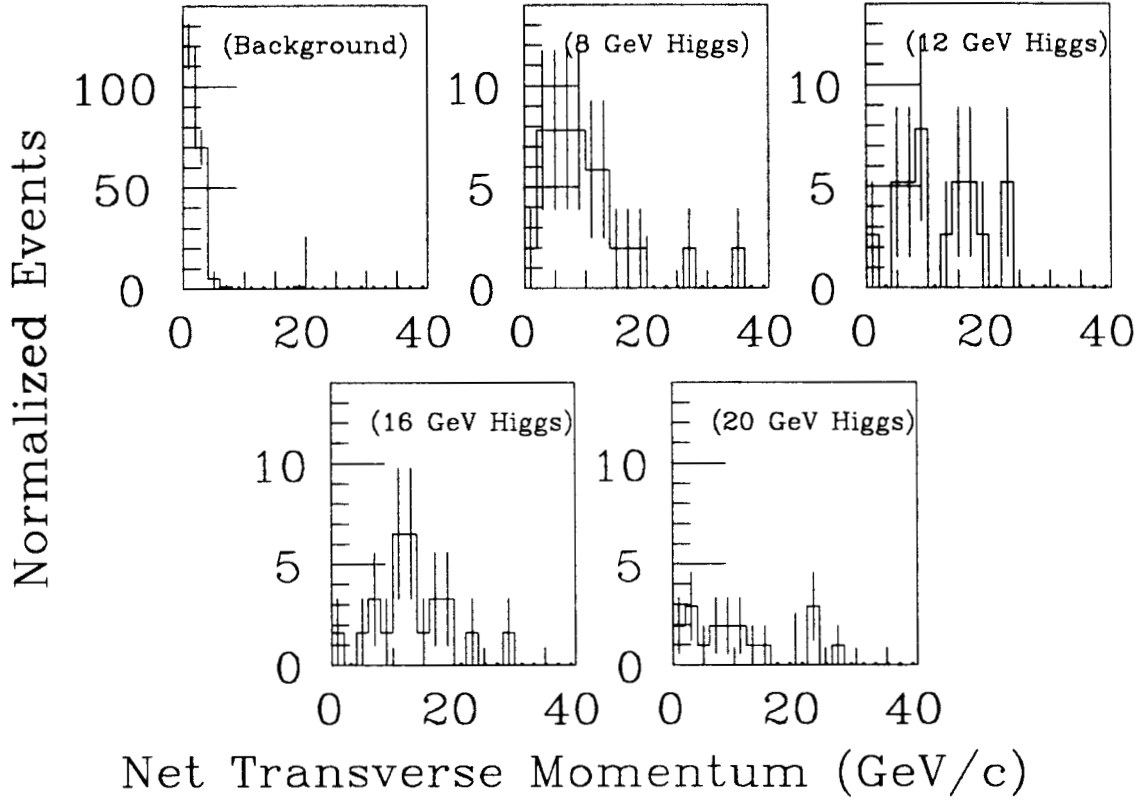 Normalized Events
(Background)
100
50
0
0 20 40
(8 GeV Higgs)
10
5
0
0 20 40
(12 GeV Higgs)
10
5
0
0 20 40
(16 GeV Higgs)
10
5
0
0 20 40
(20 GeV Higgs)
10
5
0
0 20 40
Net Transverse Momentum (GeV/c)